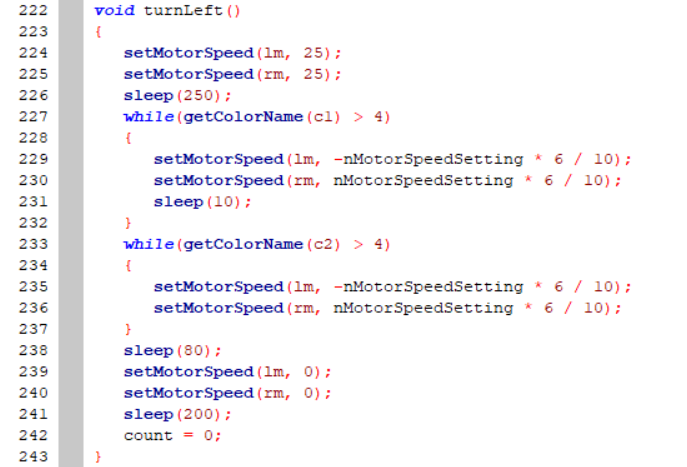 222 void turnLeft()
223 {
224 setMotorSpeed(lm, 25);
225 setMotorSpeed(rm, 25);
226 sleep(250);
227 while(getColorName(c1) > 4)
228 {
229 setMotorSpeed(lm, -nMotorSpeedSetting * 6 / 10);
230 setMotorSpeed(rm, nMotorSpeedSetting * 6 / 10);
231 sleep(10);
232 }
233 while(getColorName(c2) > 4)
234 {
235 setMotorSpeed(lm, -nMotorSpeedSetting * 6 / 10);
236 setMotorSpeed(rm, nMotorSpeedSetting * 6 / 10);
237 }
238 sleep(80);
239 setMotorSpeed(lm, 0);
240 setMotorSpeed(rm, 0);
241 sleep(200);
242 count = 0;
243 }